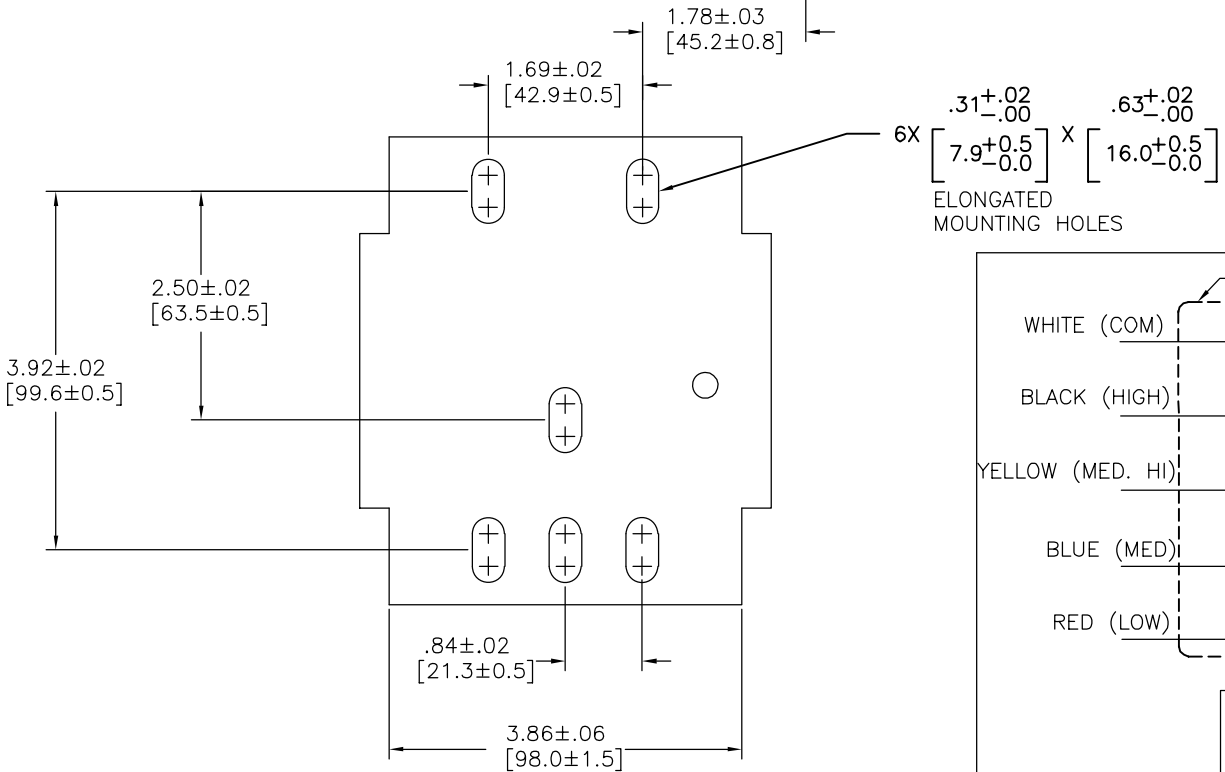 1.78±.03
[45.2±0.8]
1.69±.02
[42.9±0.5]
.31+.02 -.00 .63+.02 -.00
6X [7.9+0.5 -0.0] X [16.0+0.5 -0.0]
ELONGATED
MOUNTING HOLES
2.50±.02
[63.5±0.5]
3.92±.02
[99.6±0.5]
.84±.02
[21.3±0.5]
3.86±.06
[98.0±1.5]
WHITE (COM)
BLACK (HIGH)
YELLOW (MED. HI)
BLUE (MED)
RED (LOW)